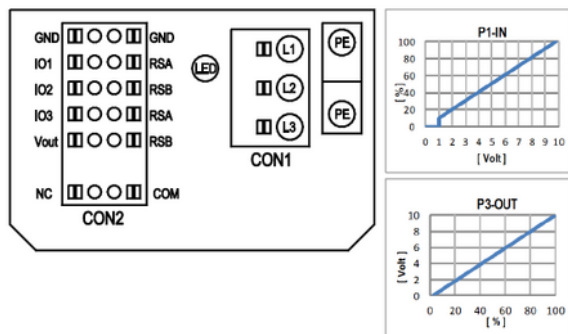 GND GND
IO1 RSA
IO2 RSB
IO3 RSA
Vout RSB
NC COM
CON2
LED
L1
L2
L3
CON1
PE
PE
P1-IN
[%]
100
80
60
40
20
0
0 1 2 3 4 5 6 7 8 9 10
[ Volt ]
P3-OUT
[Volt]
10
8
6
4
2
0
0 20 40 60 80 100
[ % ]